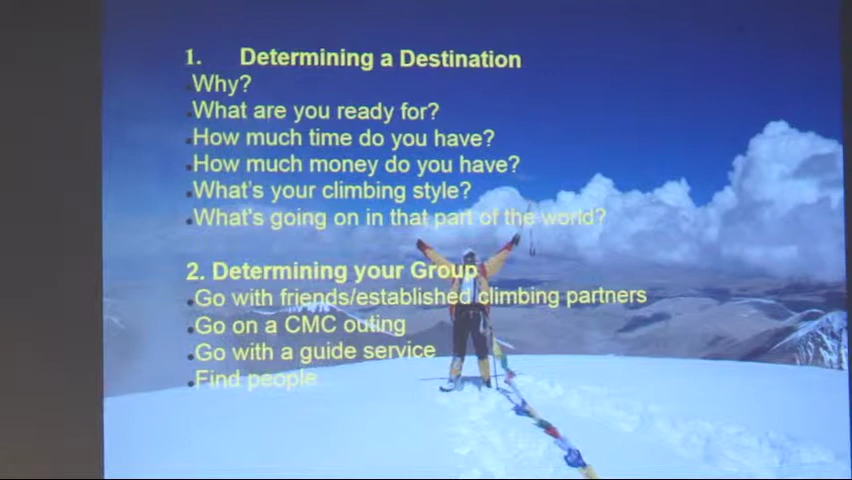 1. Determining a Destination
Why?
What are you ready for?
How much time do you have?
How much money do you have?
What's your climbing style?
What's going on in that part of the world?
2. Determining your Group
Go with friends/established climbing partners
Go on a CMC outing
Go with a guide service
Find people